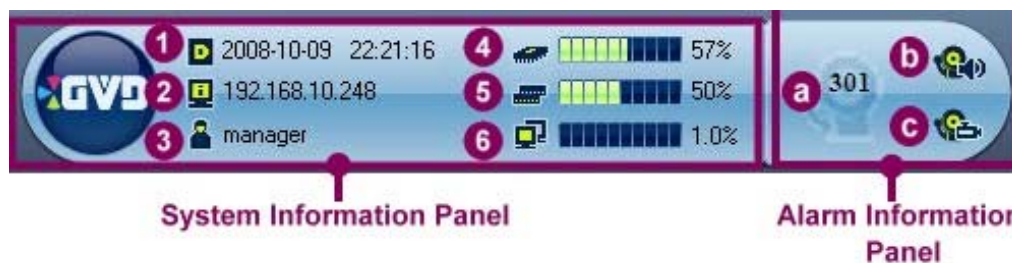 1 D 2008-10-09 22:21:16 4 57%
GVD 2 i 192.168.10.248 5 50%
3 manager 6 1.0%
a 301 b
c
System Information Panel
Alarm Information
Panel